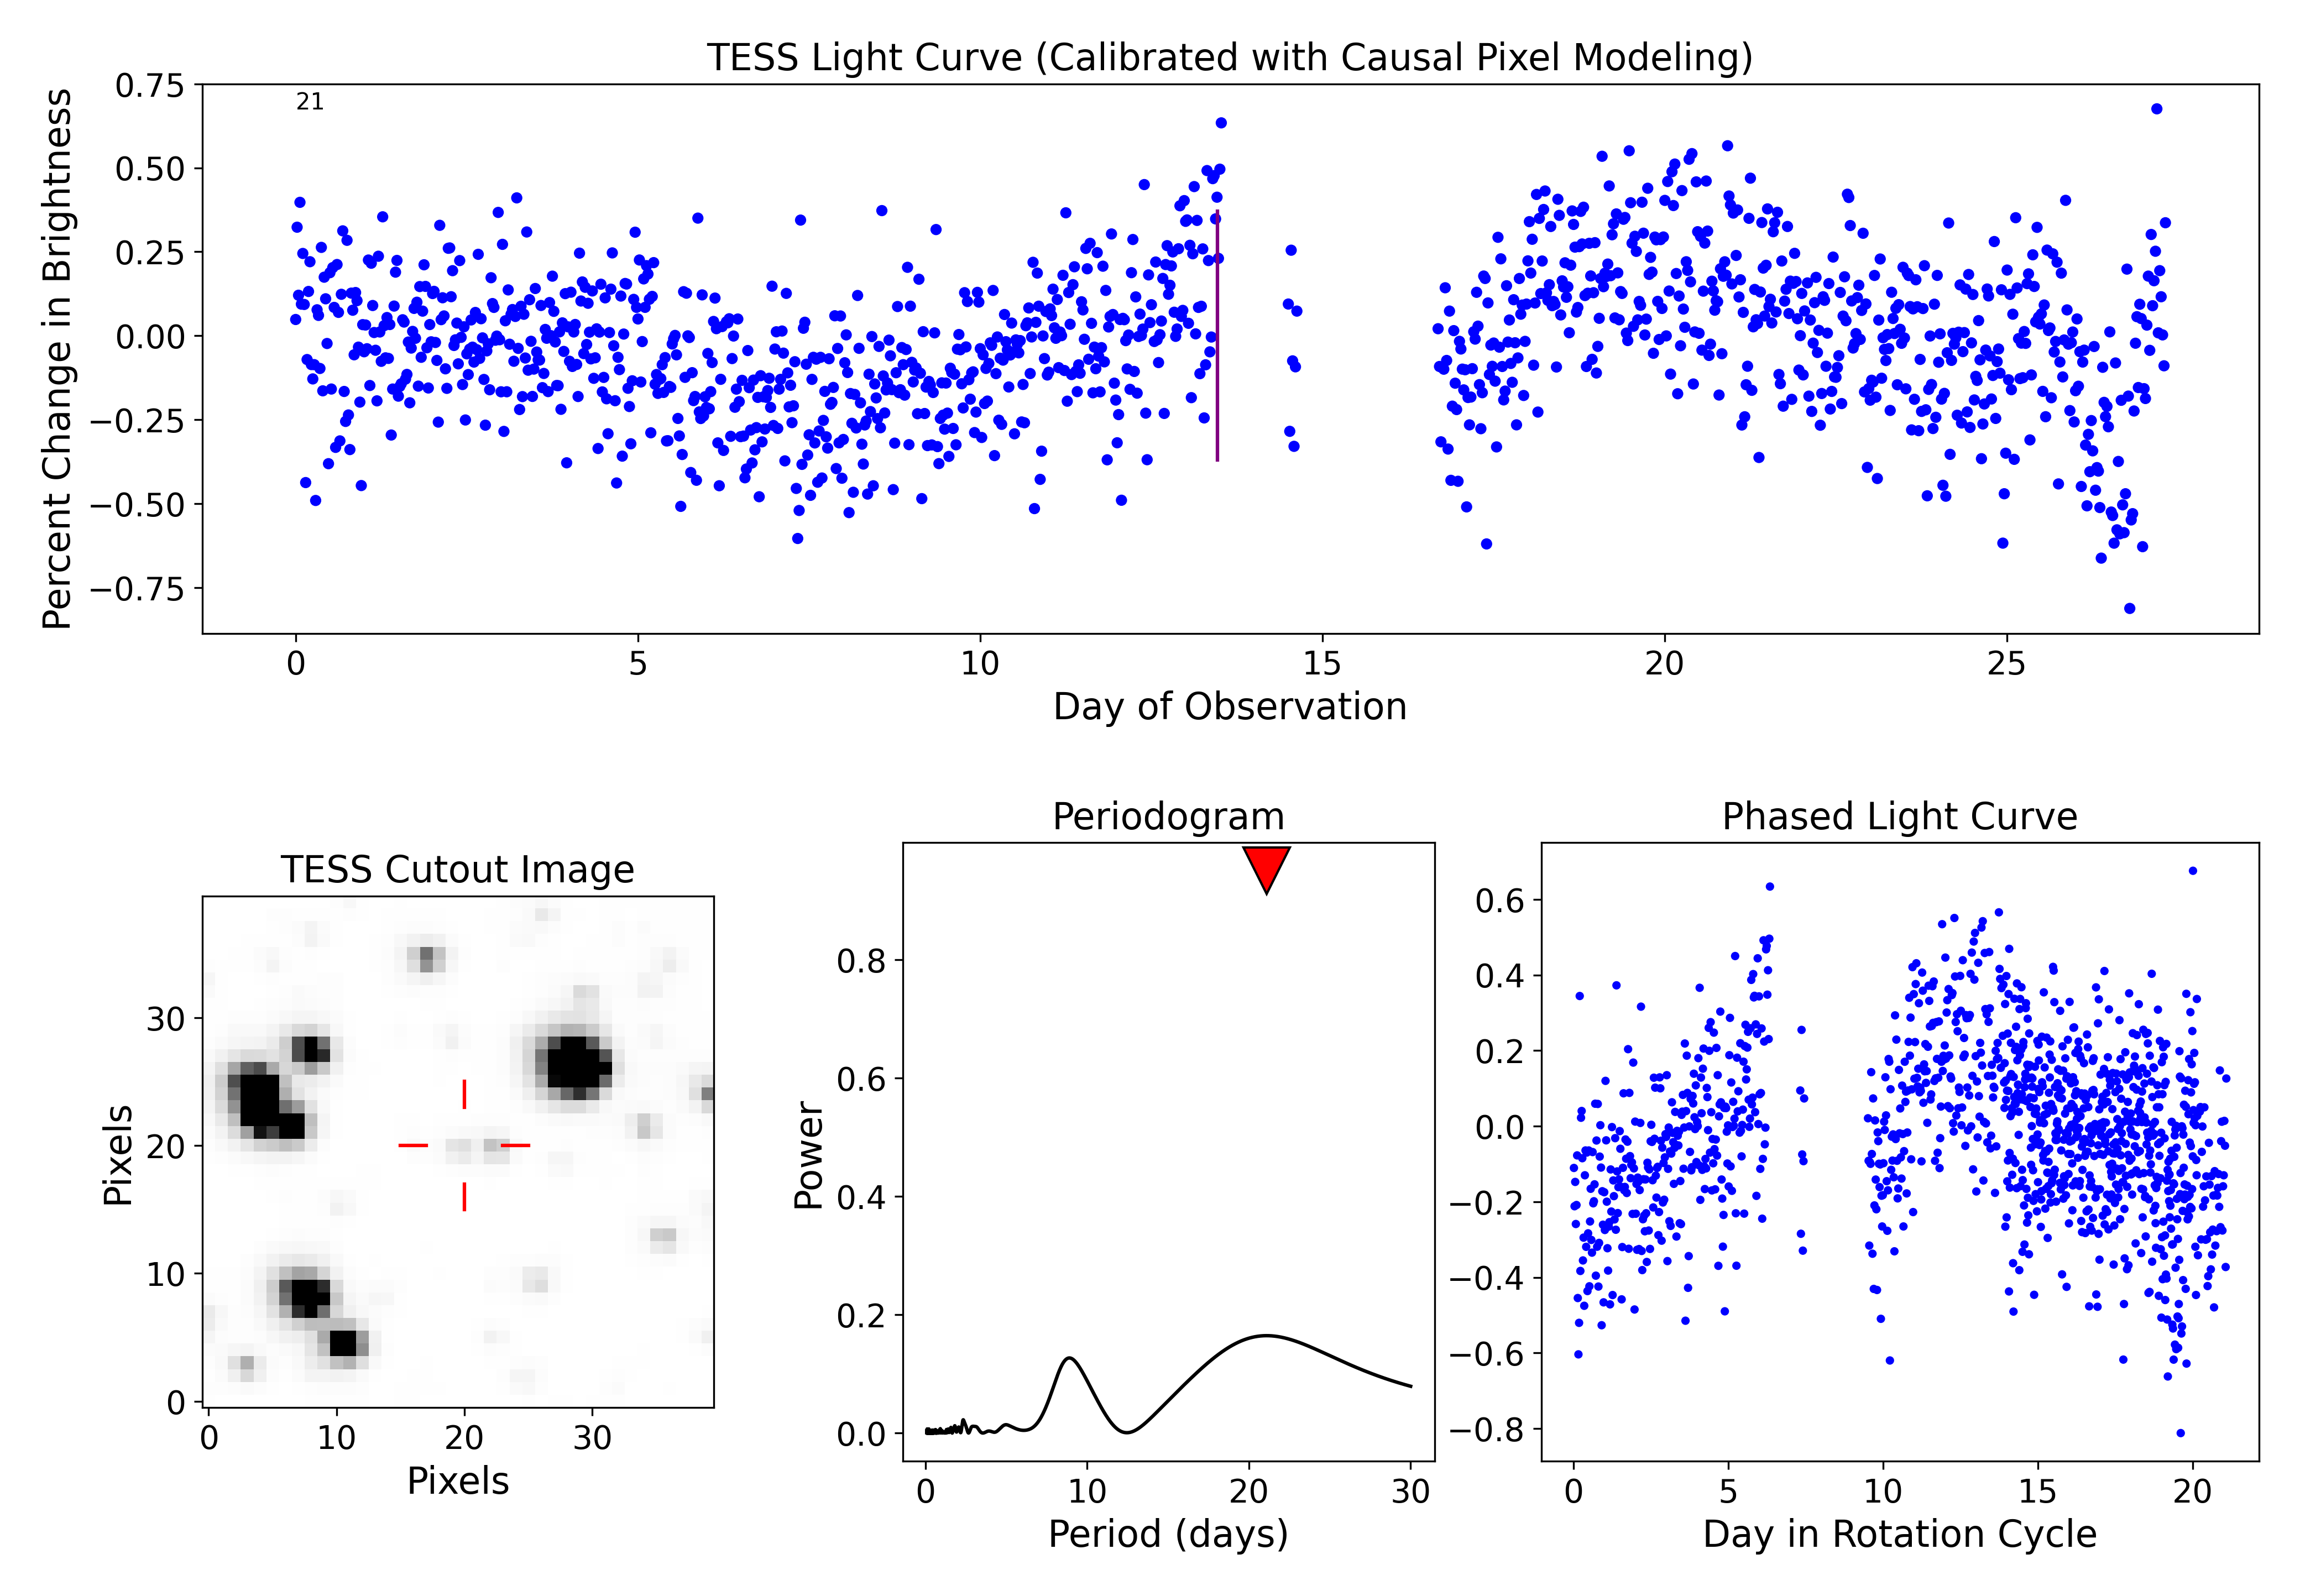 TESS Light Curve (Calibrated with Causal Pixel Modeling)
Percent Change in Brightness
0.75
0.50
0.25
0.00
−0.25
−0.50
−0.75
21
0 5 10 15 20 25
Day of Observation
TESS Cutout Image
Pixels
30
20
10
0
0 10 20 30
Pixels
Periodogram
Power
0.8
0.6
0.4
0.2
0.0
0 10 20 30
Period (days)
Phased Light Curve
0.6
0.4
0.2
0.0
−0.2
−0.4
−0.6
−0.8
0 5 10 15 20
Day in Rotation Cycle